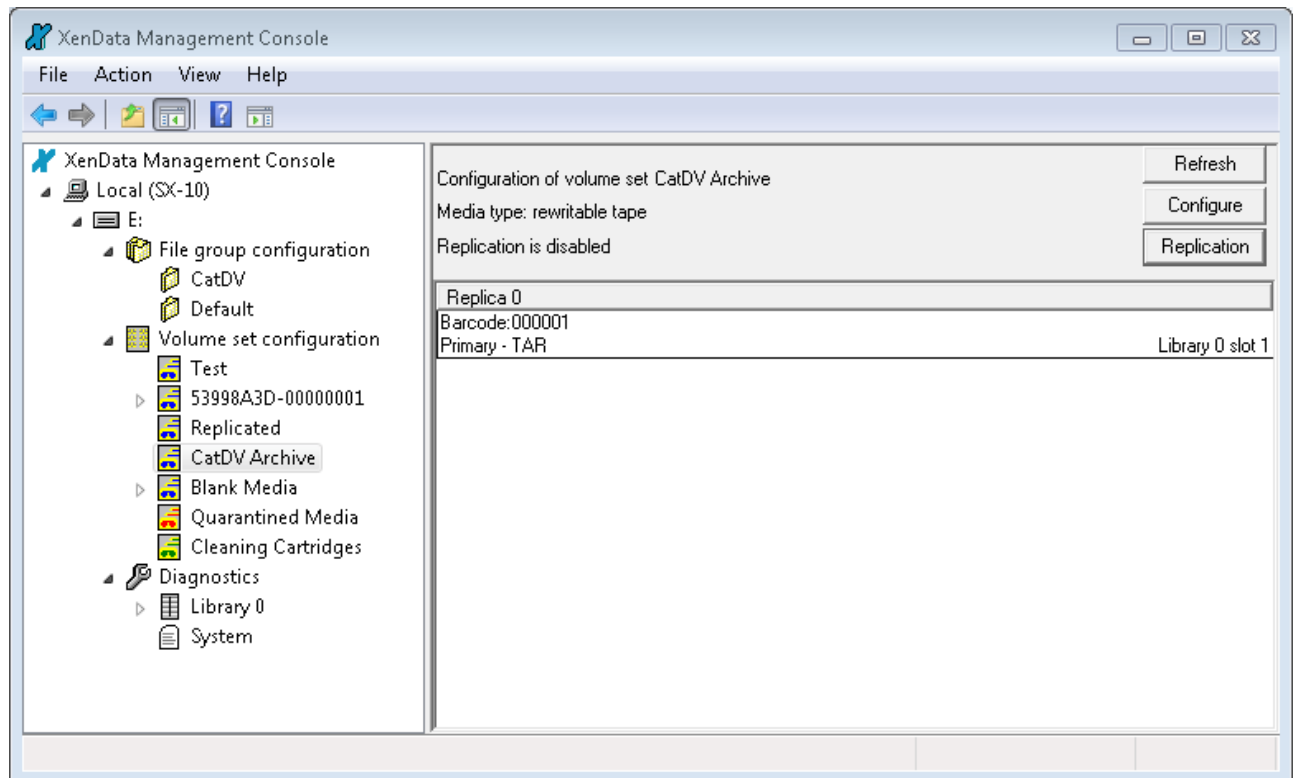 XenData Management Console
File Action View Help
XenData Management Console
Local (SX-10)
E:
File group configuration
CatDV
Default
Volume set configuration
Test
53998A3D-00000001
Replicated
CatDV Archive
Blank Media
Quarantined Media
Cleaning Cartridges
Diagnostics
Library 0
System
Configuration of volume set CatDV Archive
Media type: rewritable tape
Replication is disabled
Refresh
Configure
Replication
Replica 0
Barcode:000001
Primary - TAR Library 0 slot 1